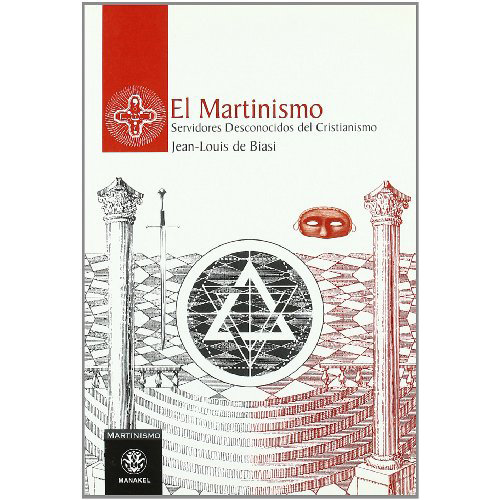 El Martinismo
Servidores Desconocidos del Cristianismo
Jean-Louis de Biasi
MARTINISMO
MANAKEL